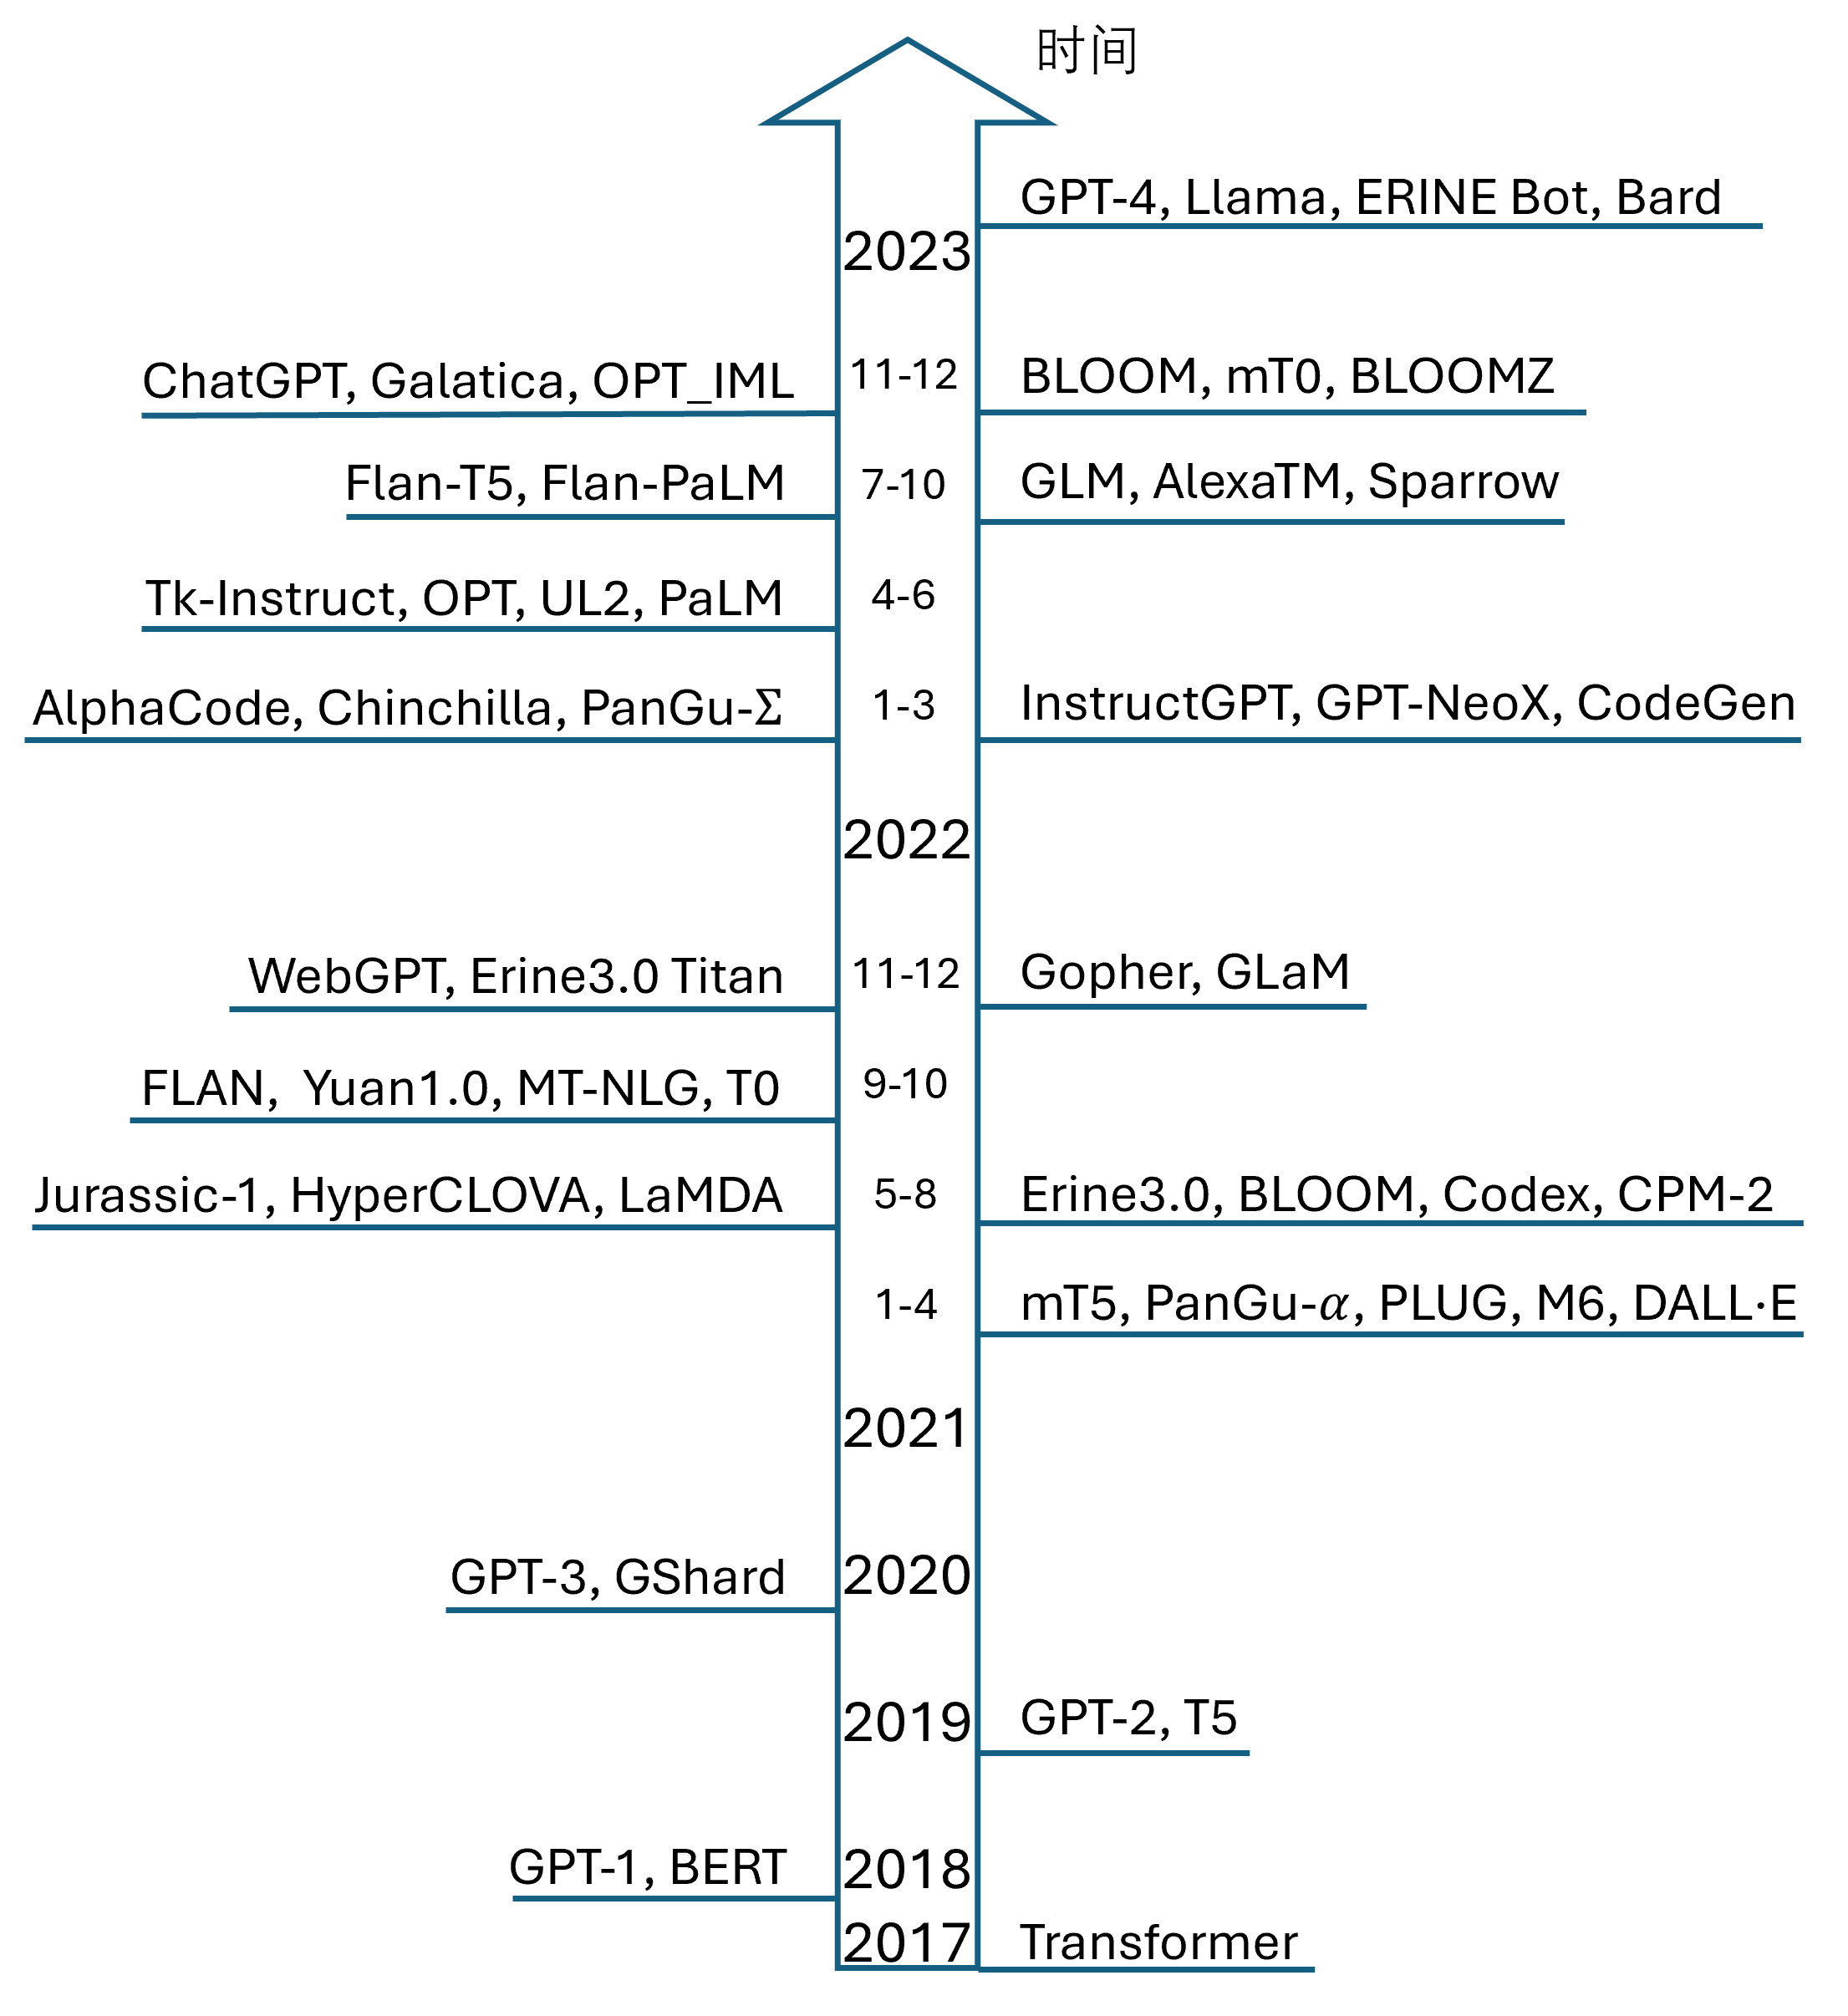 时间
GPT-4, Llama, ERINE Bot, Bard
2023
ChatGPT, Galatica, OPT_IML
11-12
BLOOM, mT0, BLOOMZ
Flan-T5, Flan-PaLM
7-10
GLM, AlexaTM, Sparrow
Tk-Instruct, OPT, UL2, PaLM
4-6
AlphaCode, Chinchilla, PanGu-Σ
1-3
InstructGPT, GPT-NeoX, CodeGen
2022
WebGPT, Erine3.0 Titan
11-12
Gopher, GLaM
FLAN, Yuan1.0, MT-NLG, T0
9-10
Jurassic-1, HyperCLOVA, LaMDA
5-8
Erine3.0, BLOOM, Codex, CPM-2
1-4
mT5, PanGu-α, PLUG, M6, DALL·E
2021
GPT-3, GShard
2020
2019
GPT-2, T5
GPT-1, BERT
2018
2017
Transformer